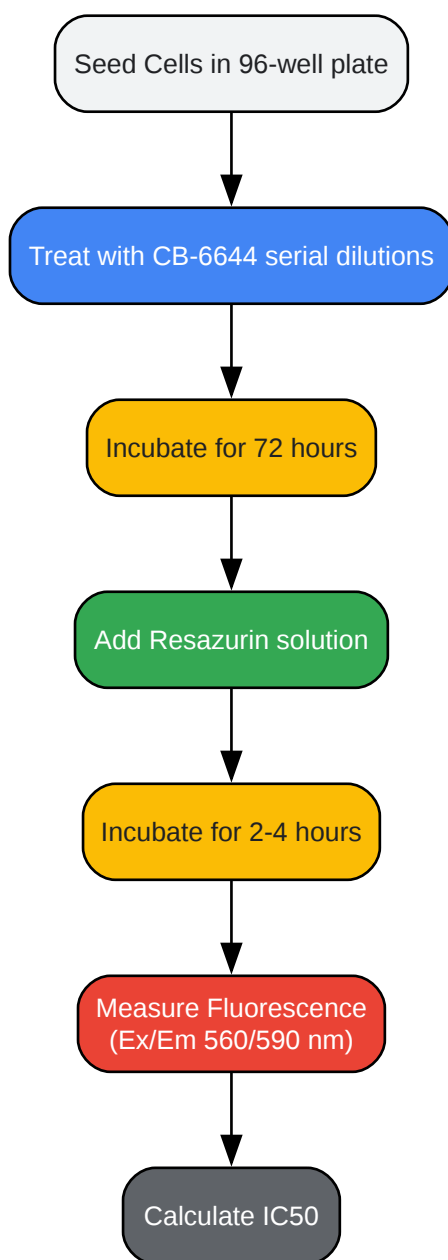 Seed Cells in 96-well plate
Treat with CB-6644 serial dilutions
Incubate for 72 hours
Add Resazurin solution
Incubate for 2-4 hours
Measure Fluorescence
(Ex/Em 560/590 nm)
Calculate IC50